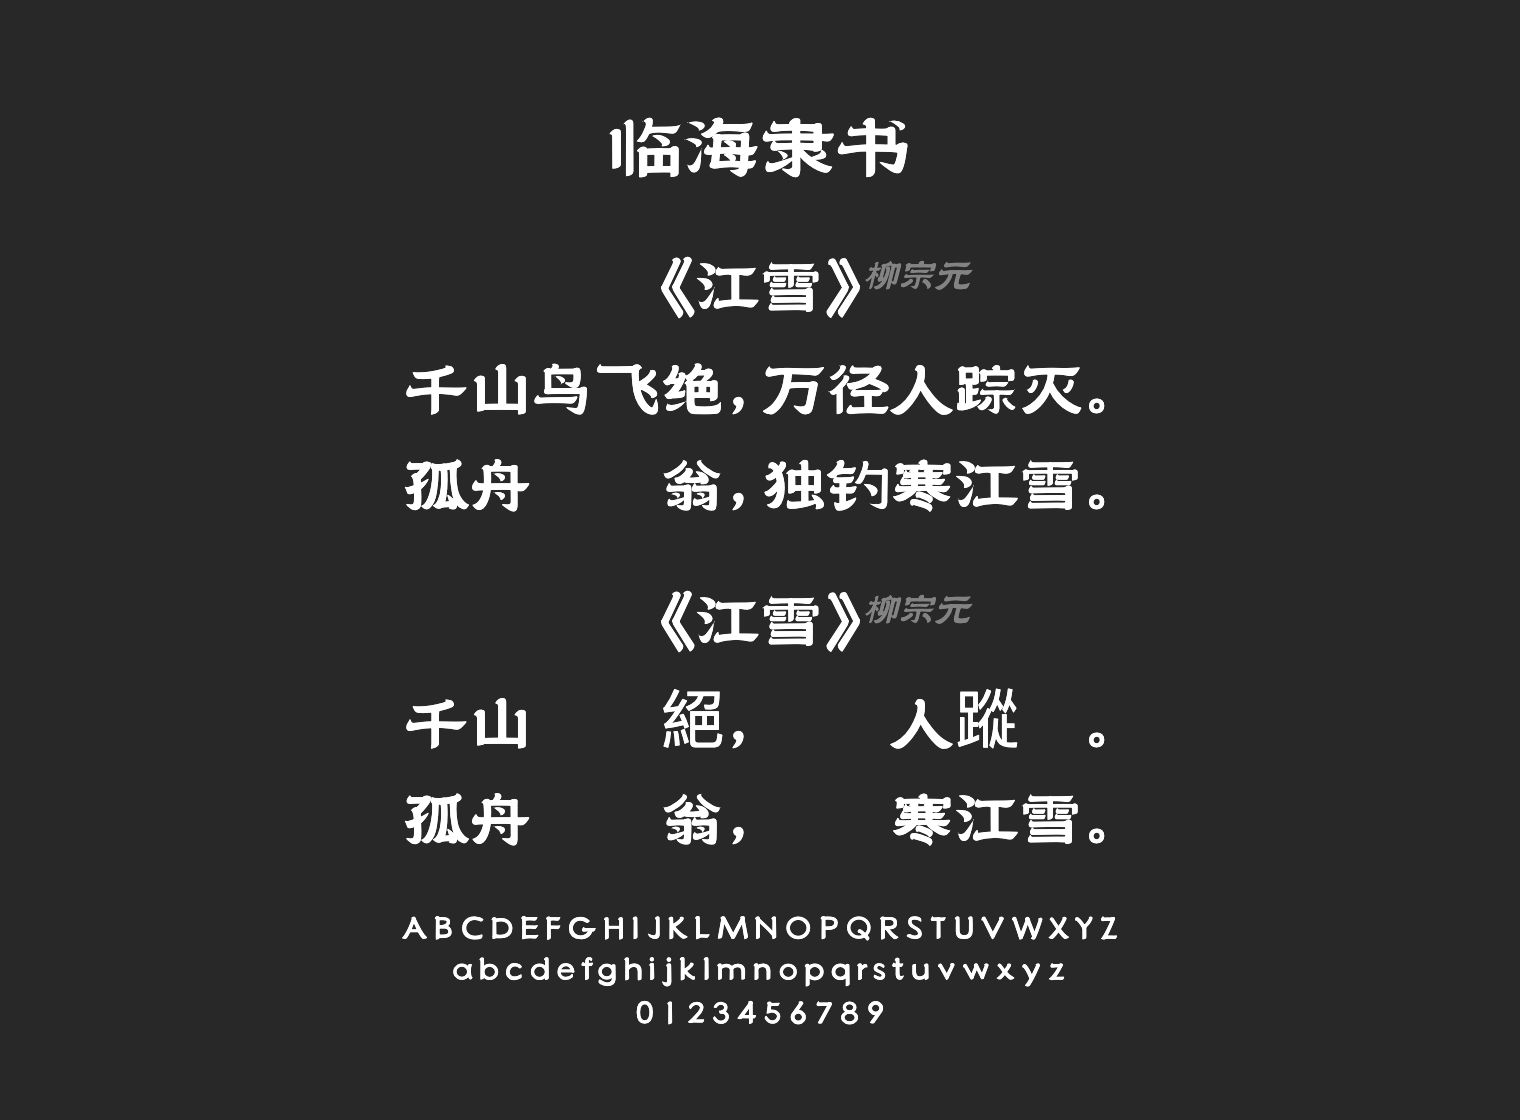 临海隶书
《江雪》柳宗元
千山鸟飞绝，万径人踪灭。
孤舟　　翁，独钓寒江雪。
《江雪》柳宗元
千山　　絕，　　人蹤　。
孤舟　　翁，　　寒江雪。
ABCDEFGHIJKLMNOPQRSTUVWXYZ
abcdefghijklmnopqrstuvwxyz
0123456789